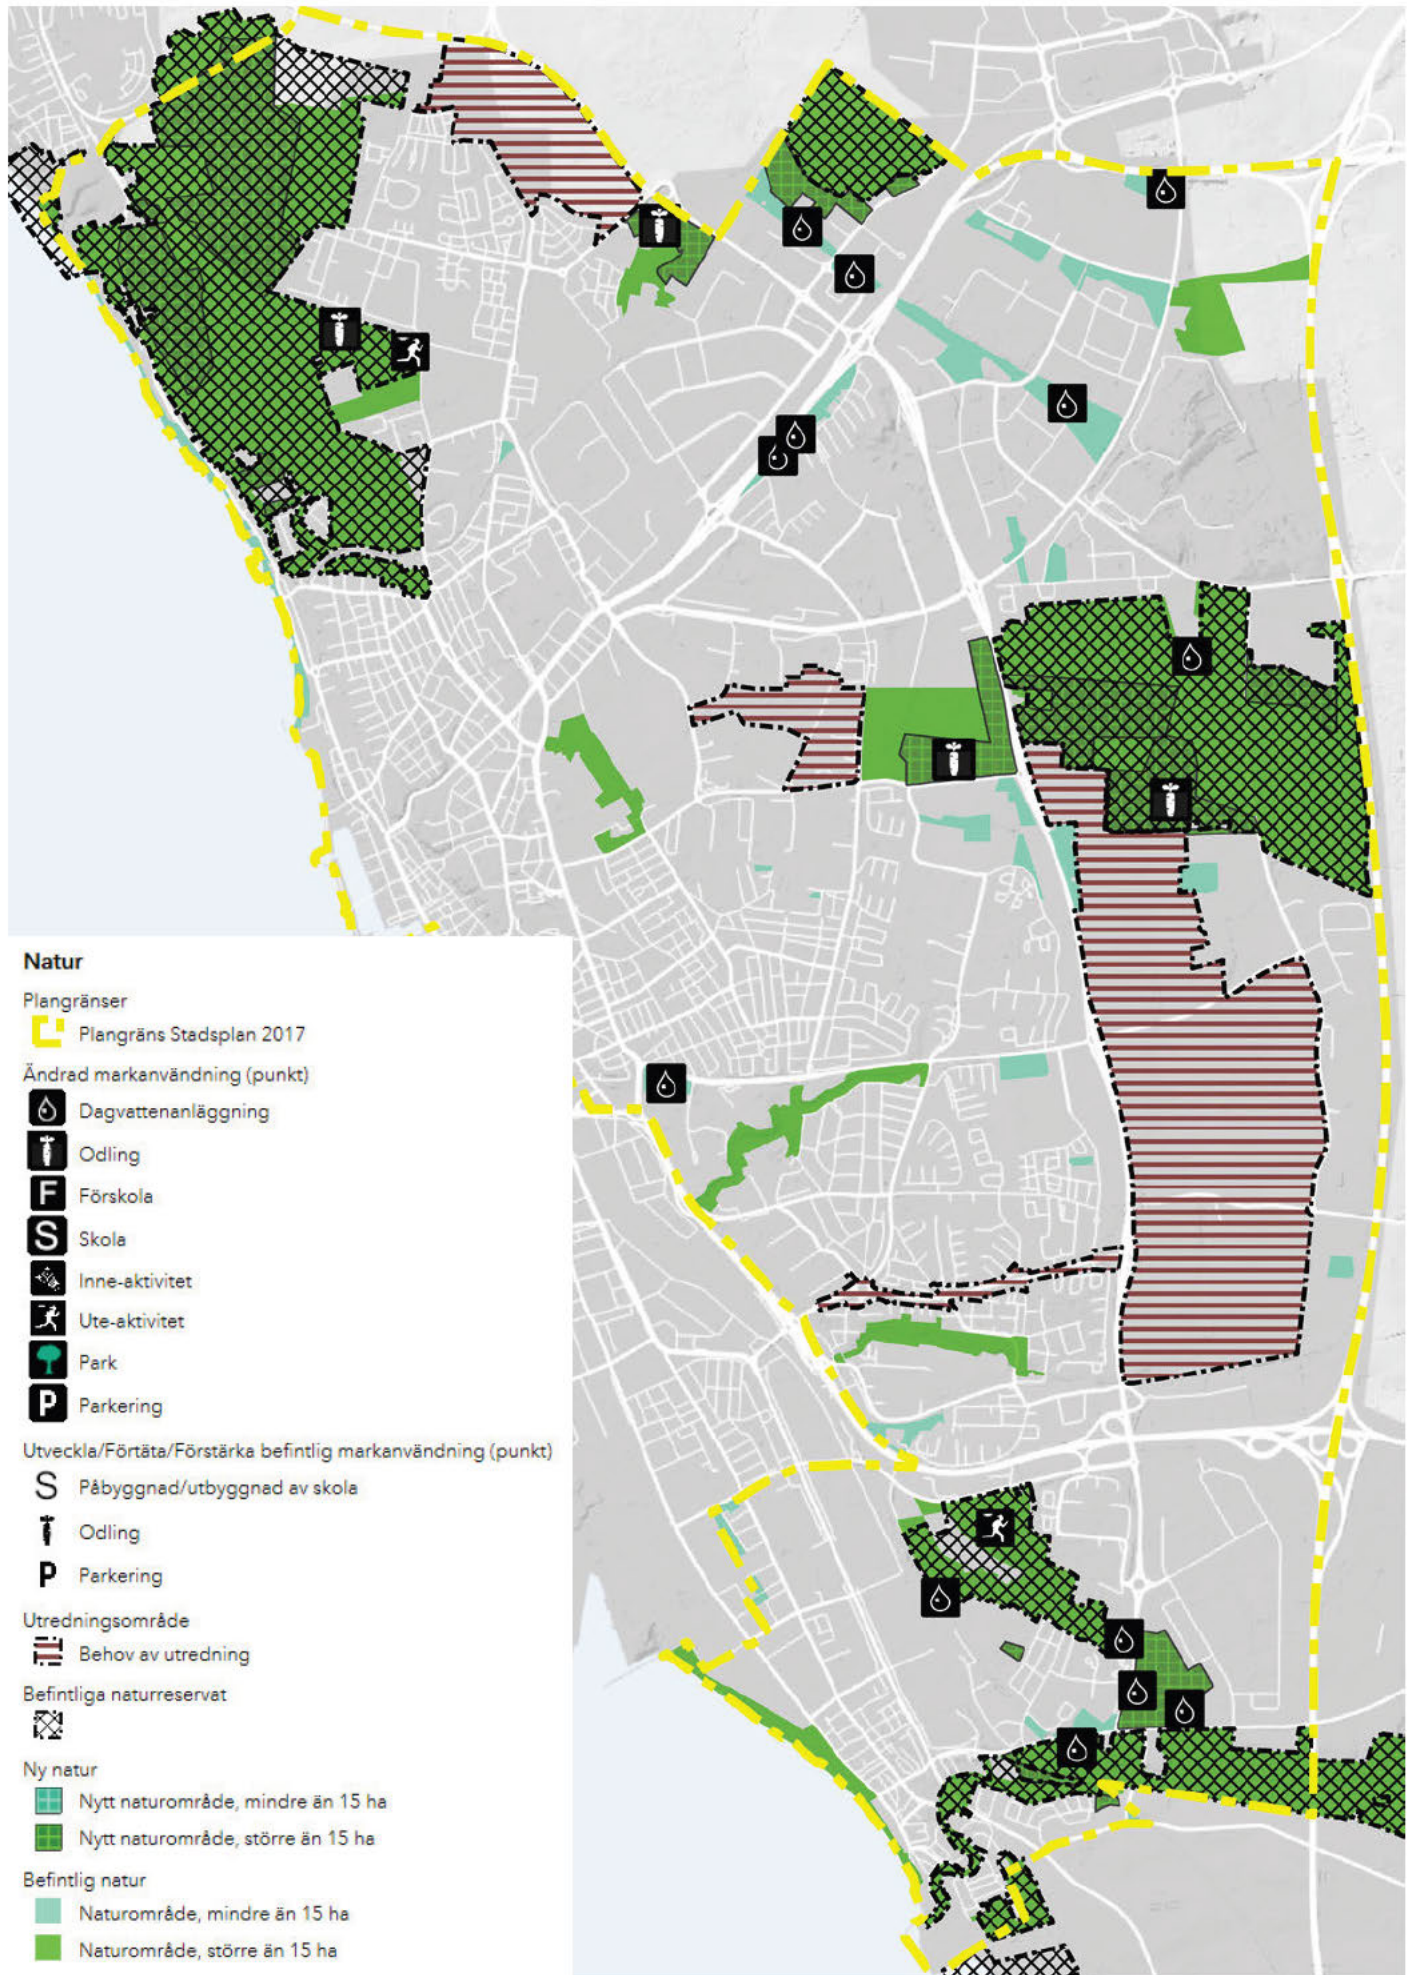 Natur
Plangränser
Plangräns Stadsplan 2017
Ändrad markanvändning (punkt)
Dagvattenanläggning
Odling
F Förskola
S Skola
Inne-aktivitet
Ute-aktivitet
Park
P Parkering
Utveckla/Förtäta/Förstärka befintlig markanvändning (punkt)
S Påbyggnad/utbyggnad av skola
Odling
P Parkering
Utredningsområde
Behov av utredning
Befintliga naturreservat
Ny natur
Nytt naturområde, mindre än 15 ha
Nytt naturområde, större än 15 ha
Befintlig natur
Naturområde, mindre än 15 ha
Naturområde, större än 15 ha